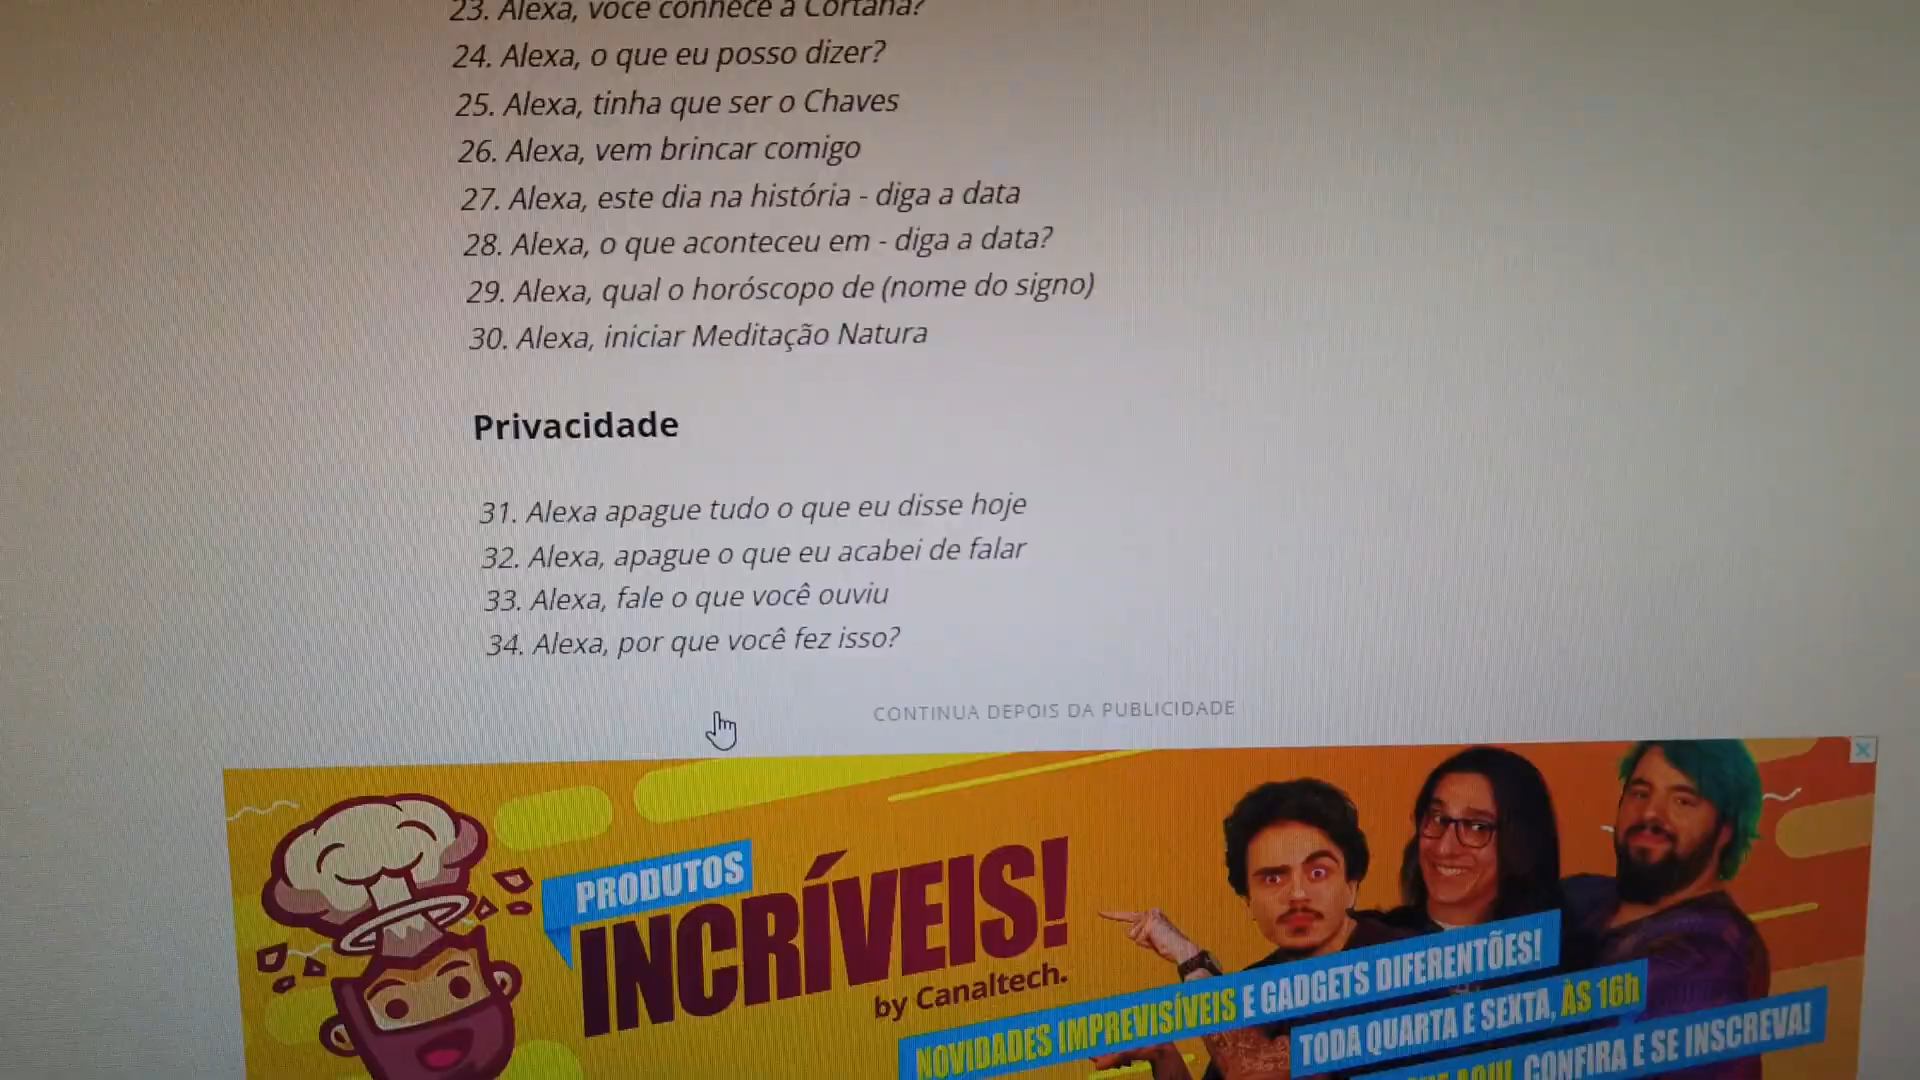 23. Alexa, você conhece a Cortana?
24. Alexa, o que eu posso dizer?
25. Alexa, tinha que ser o Chaves
26. Alexa, vem brincar comigo
27. Alexa, este dia na história - diga a data
28. Alexa, o que aconteceu em - diga a data?
29. Alexa, qual o horóscopo de (nome do signo)
30. Alexa, iniciar Meditação Natura
Privacidade
31. Alexa apague tudo o que eu disse hoje
32. Alexa, apague o que eu acabei de falar
33. Alexa, fale o que você ouviu
34. Alexa, por que você fez isso?
CONTINUA DEPOIS DA PUBLICIDADE
PRODUTOS
INCRÍVEIS!
by Canaltech.
NOVIDADES IMPREVISÍVEIS E GADGETS DIFERENTÕES!
TODA QUARTA E SEXTA, ÀS 16h
AQUI, CONFIRA E SE INSCREVA!